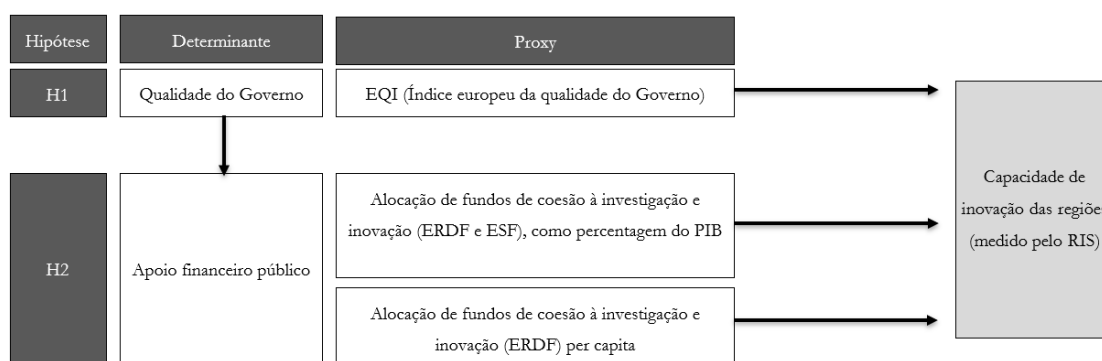 Hipótese
Determinante
Proxy
H1
Qualidade do Governo
EQI (Índice europeu da qualidade do Governo)
H2
Apoio financeiro público
Alocação de fundos de coesão à investigação e
inovação (ERDF e ESF), como percentagem do PIB
Alocação de fundos de coesão à investigação e
inovação (ERDF) per capita
Capacidade de
inovação das regiões
(medido pelo RIS)